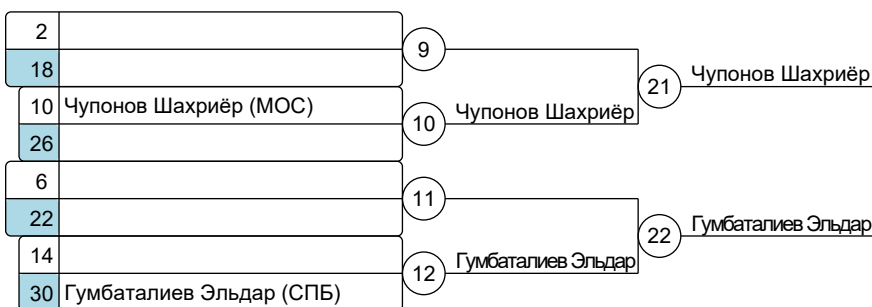 2
9
18
21 Чупонов Шахриёр
10 Чупонов Шахриёр (МОС)
10 Чупонов Шахриёр
26
6
11
22
22 Гумбаталиев Эльдар
14
12 Гумбаталиев Эльдар
30 Гумбаталиев Эльдар (СПБ)